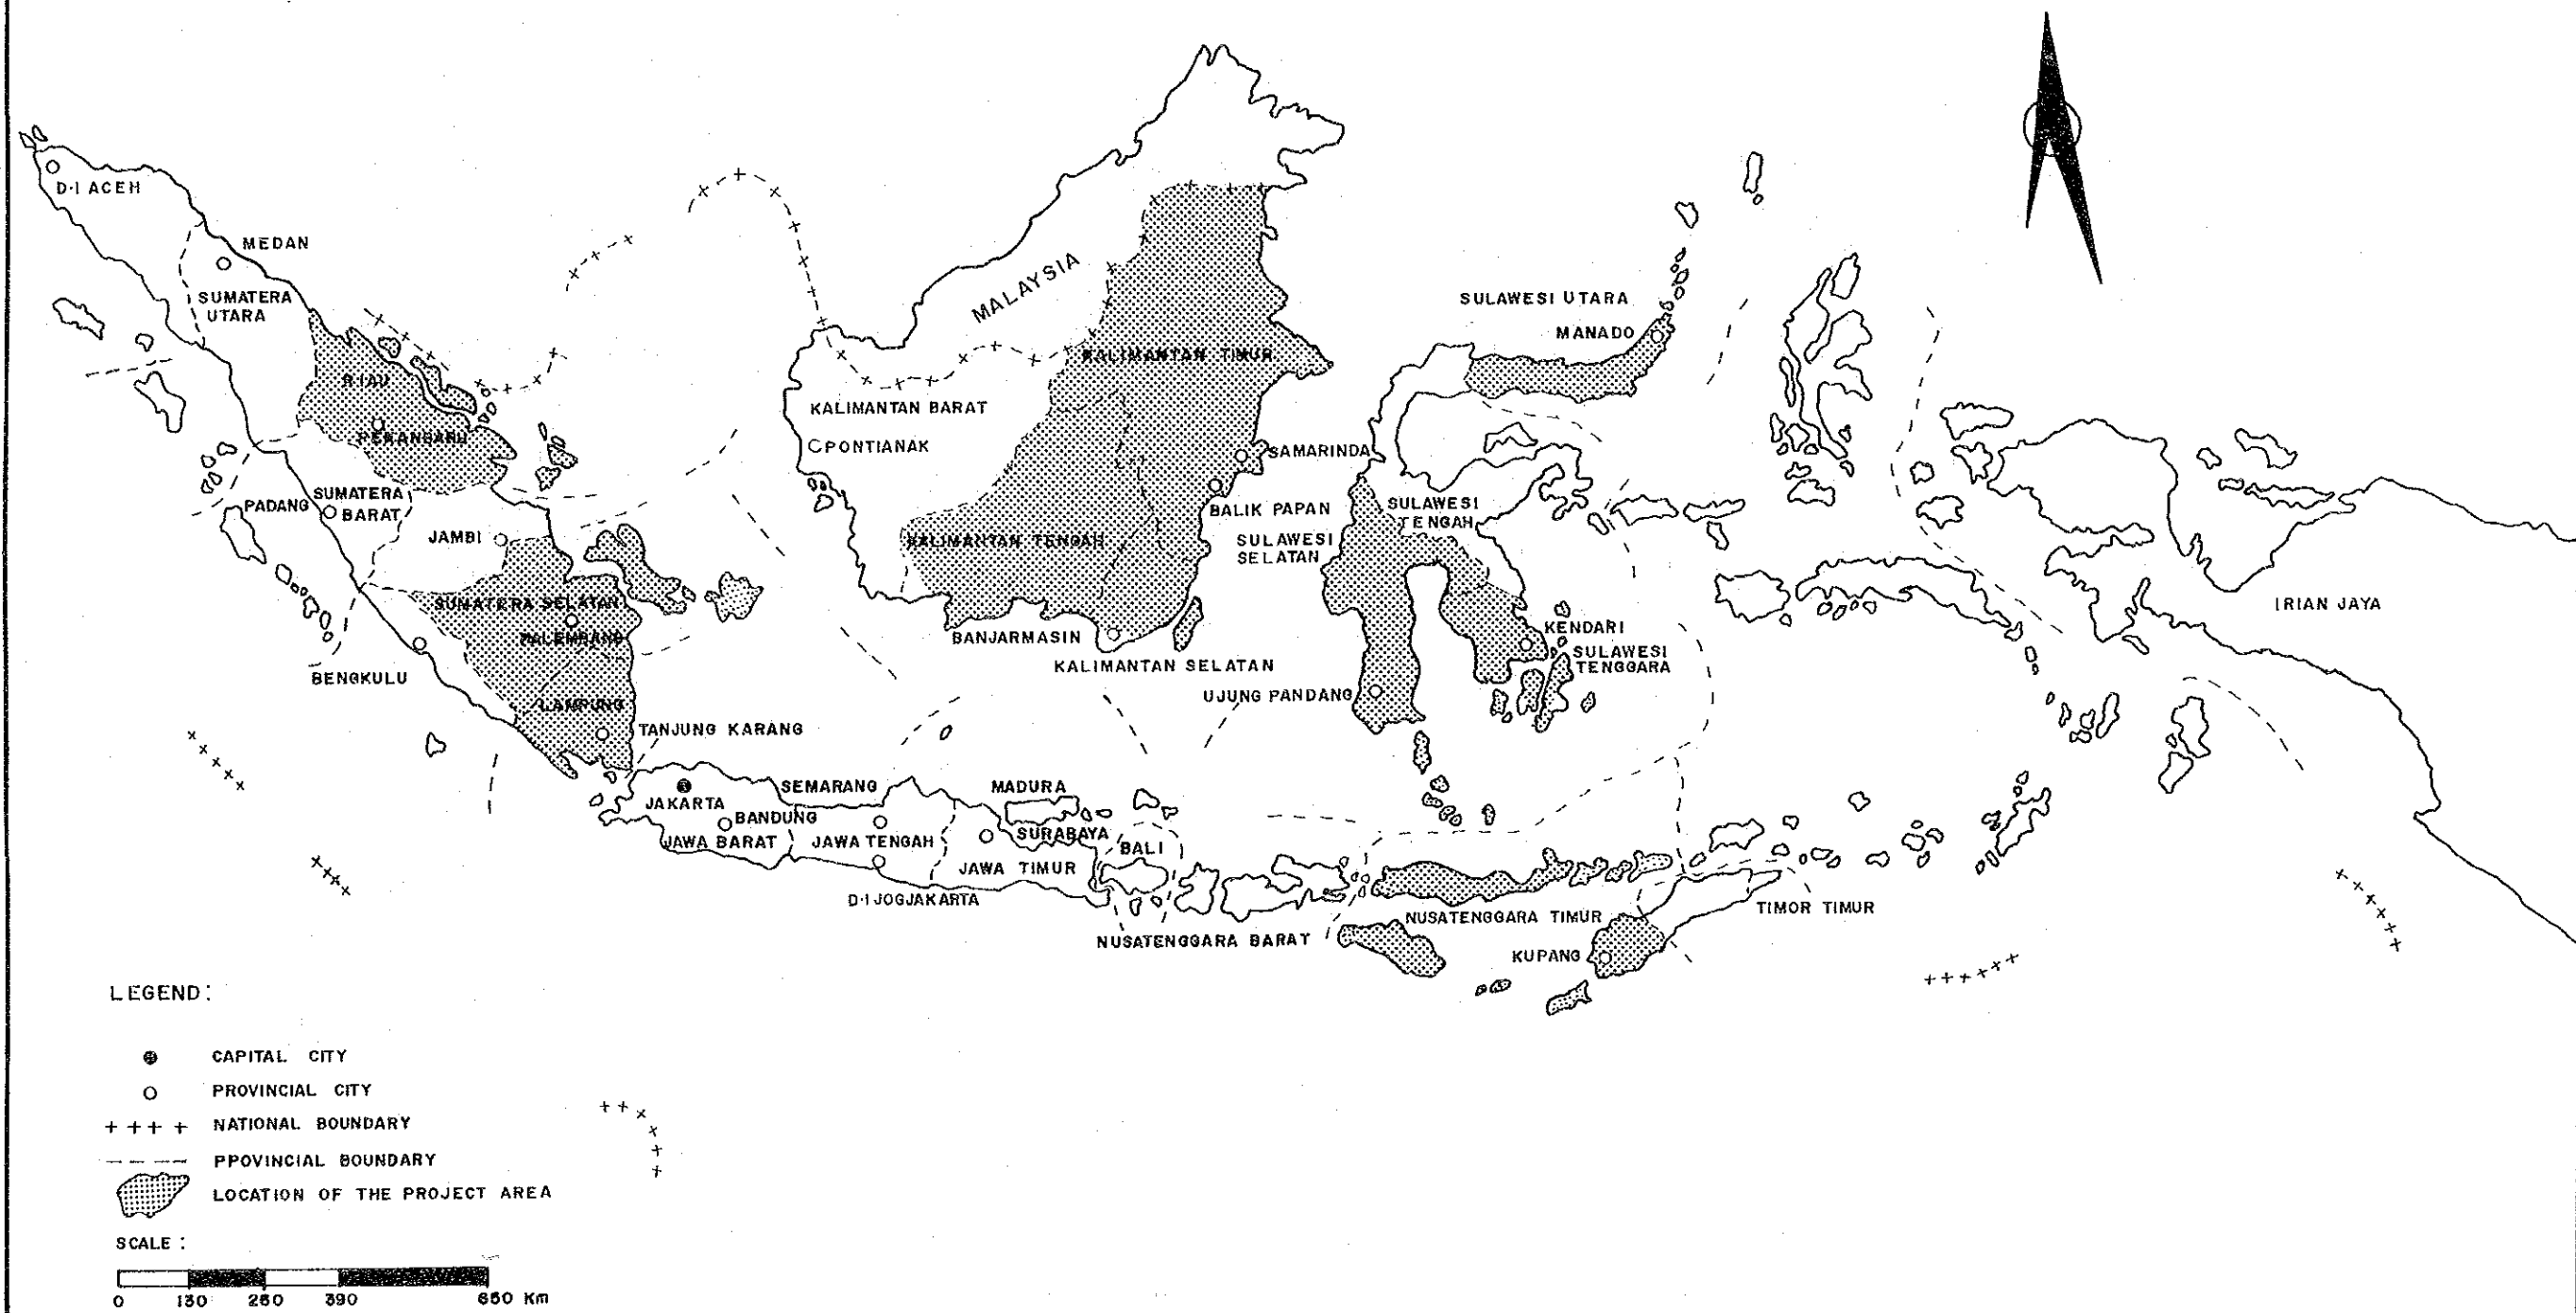 D·I ACEH
MEDAN
SUMATERA
UTARA
RIAU
PEKANBARU
PADANG
SUMATERA
BARAT
JAMBI
SUMATERA SELATAN
PALEMBANG
BENGKULU
LAMPUNG
TANJUNG KARANG
MALAYSIA
KALIMANTAN TIMUR
KALIMANTAN BARAT
PONTIANAK
SAMARINDA
BALIK PAPAN
KALIMANTAN TENGAH
BANJARMASIN
KALIMANTAN SELATAN
SULAWESI UTARA
MANADO
SULAWESI
TENGAH
SULAWESI
SELATAN
KENDARI
SULAWESI
TENGGARA
UJUNG PANDANG
IRIAN JAYA
JAKARTA
BANDUNG
JAWA BARAT
SEMARANG
JAWA TENGAH
D·I JOGJAKARTA
MADURA
SURABAYA
JAWA TIMUR
BALI
NUSATENGGARA BARAT
NUSATENGGARA TIMUR
KUPANG
TIMOR TIMUR
LEGEND:
CAPITAL CITY
PROVINCIAL CITY
NATIONAL BOUNDARY
PPOVINCIAL BOUNDARY
LOCATION OF THE PROJECT AREA
SCALE :
0 130 260 390 650 Km